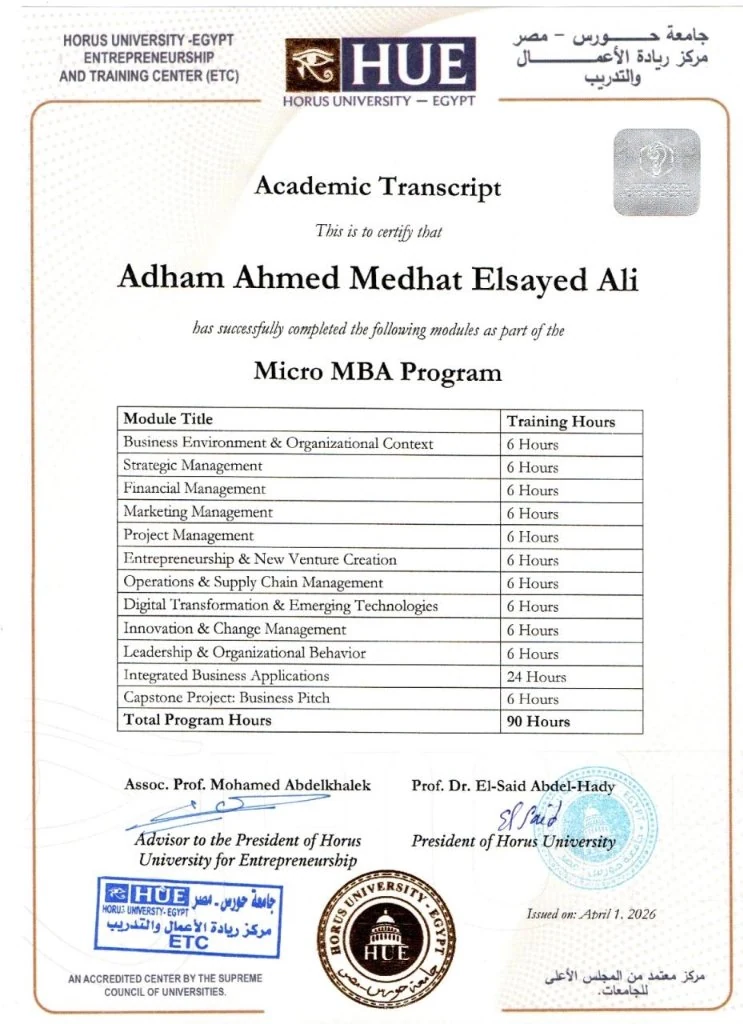 HORUS UNIVERSITY -EGYPT
ENTREPRENEURSHIP
AND TRAINING CENTER (ETC)
HUE
HORUS UNIVERSITY — EGYPT
جامعة حـــــورس – مصر
مركز ريادة الأعمـــــــال
والتدريب
Academic Transcript
This is to certify that
Adham Ahmed Medhat Elsayed Ali
has successfully completed the following modules as part of the
Micro MBA Program
Module Title Training Hours
Business Environment & Organizational Context 6 Hours
Strategic Management 6 Hours
Financial Management 6 Hours
Marketing Management 6 Hours
Project Management 6 Hours
Entrepreneurship & New Venture Creation 6 Hours
Operations & Supply Chain Management 6 Hours
Digital Transformation & Emerging Technologies 6 Hours
Innovation & Change Management 6 Hours
Leadership & Organizational Behavior 6 Hours
Integrated Business Applications 24 Hours
Capstone Project: Business Pitch 6 Hours
Total Program Hours 90 Hours
Assoc. Prof. Mohamed Abdelkhalek
Advisor to the President of Horus
University for Entrepreneurship
Prof. Dr. El-Said Abdel-Hady
El Said
President of Horus University
HUE جامعة حورس - مصر
HORUS UNIVERSITY-EGYPT
مركز ريادة الأعمال والتدريب
ETC
HORUS UNIVERSITY - EGYPT
HUE
جامعة حورس - مصر
Issued on: April 1, 2026
AN ACCREDITED CENTER BY THE SUPREME
COUNCIL OF UNIVERSITIES.
مركز معتمد من المجلس الأعلى
للجامعات.